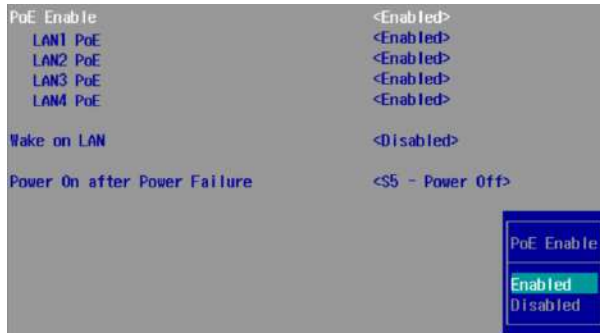 PoE Enable <Enabled>
LAN1 PoE <Enabled>
LAN2 PoE <Enabled>
LAN3 PoE <Enabled>
LAN4 PoE <Enabled>
Wake on LAN <Disabled>
Power On after Power Failure <S5 - Power Off>
PoE Enable
Enabled
Disabled